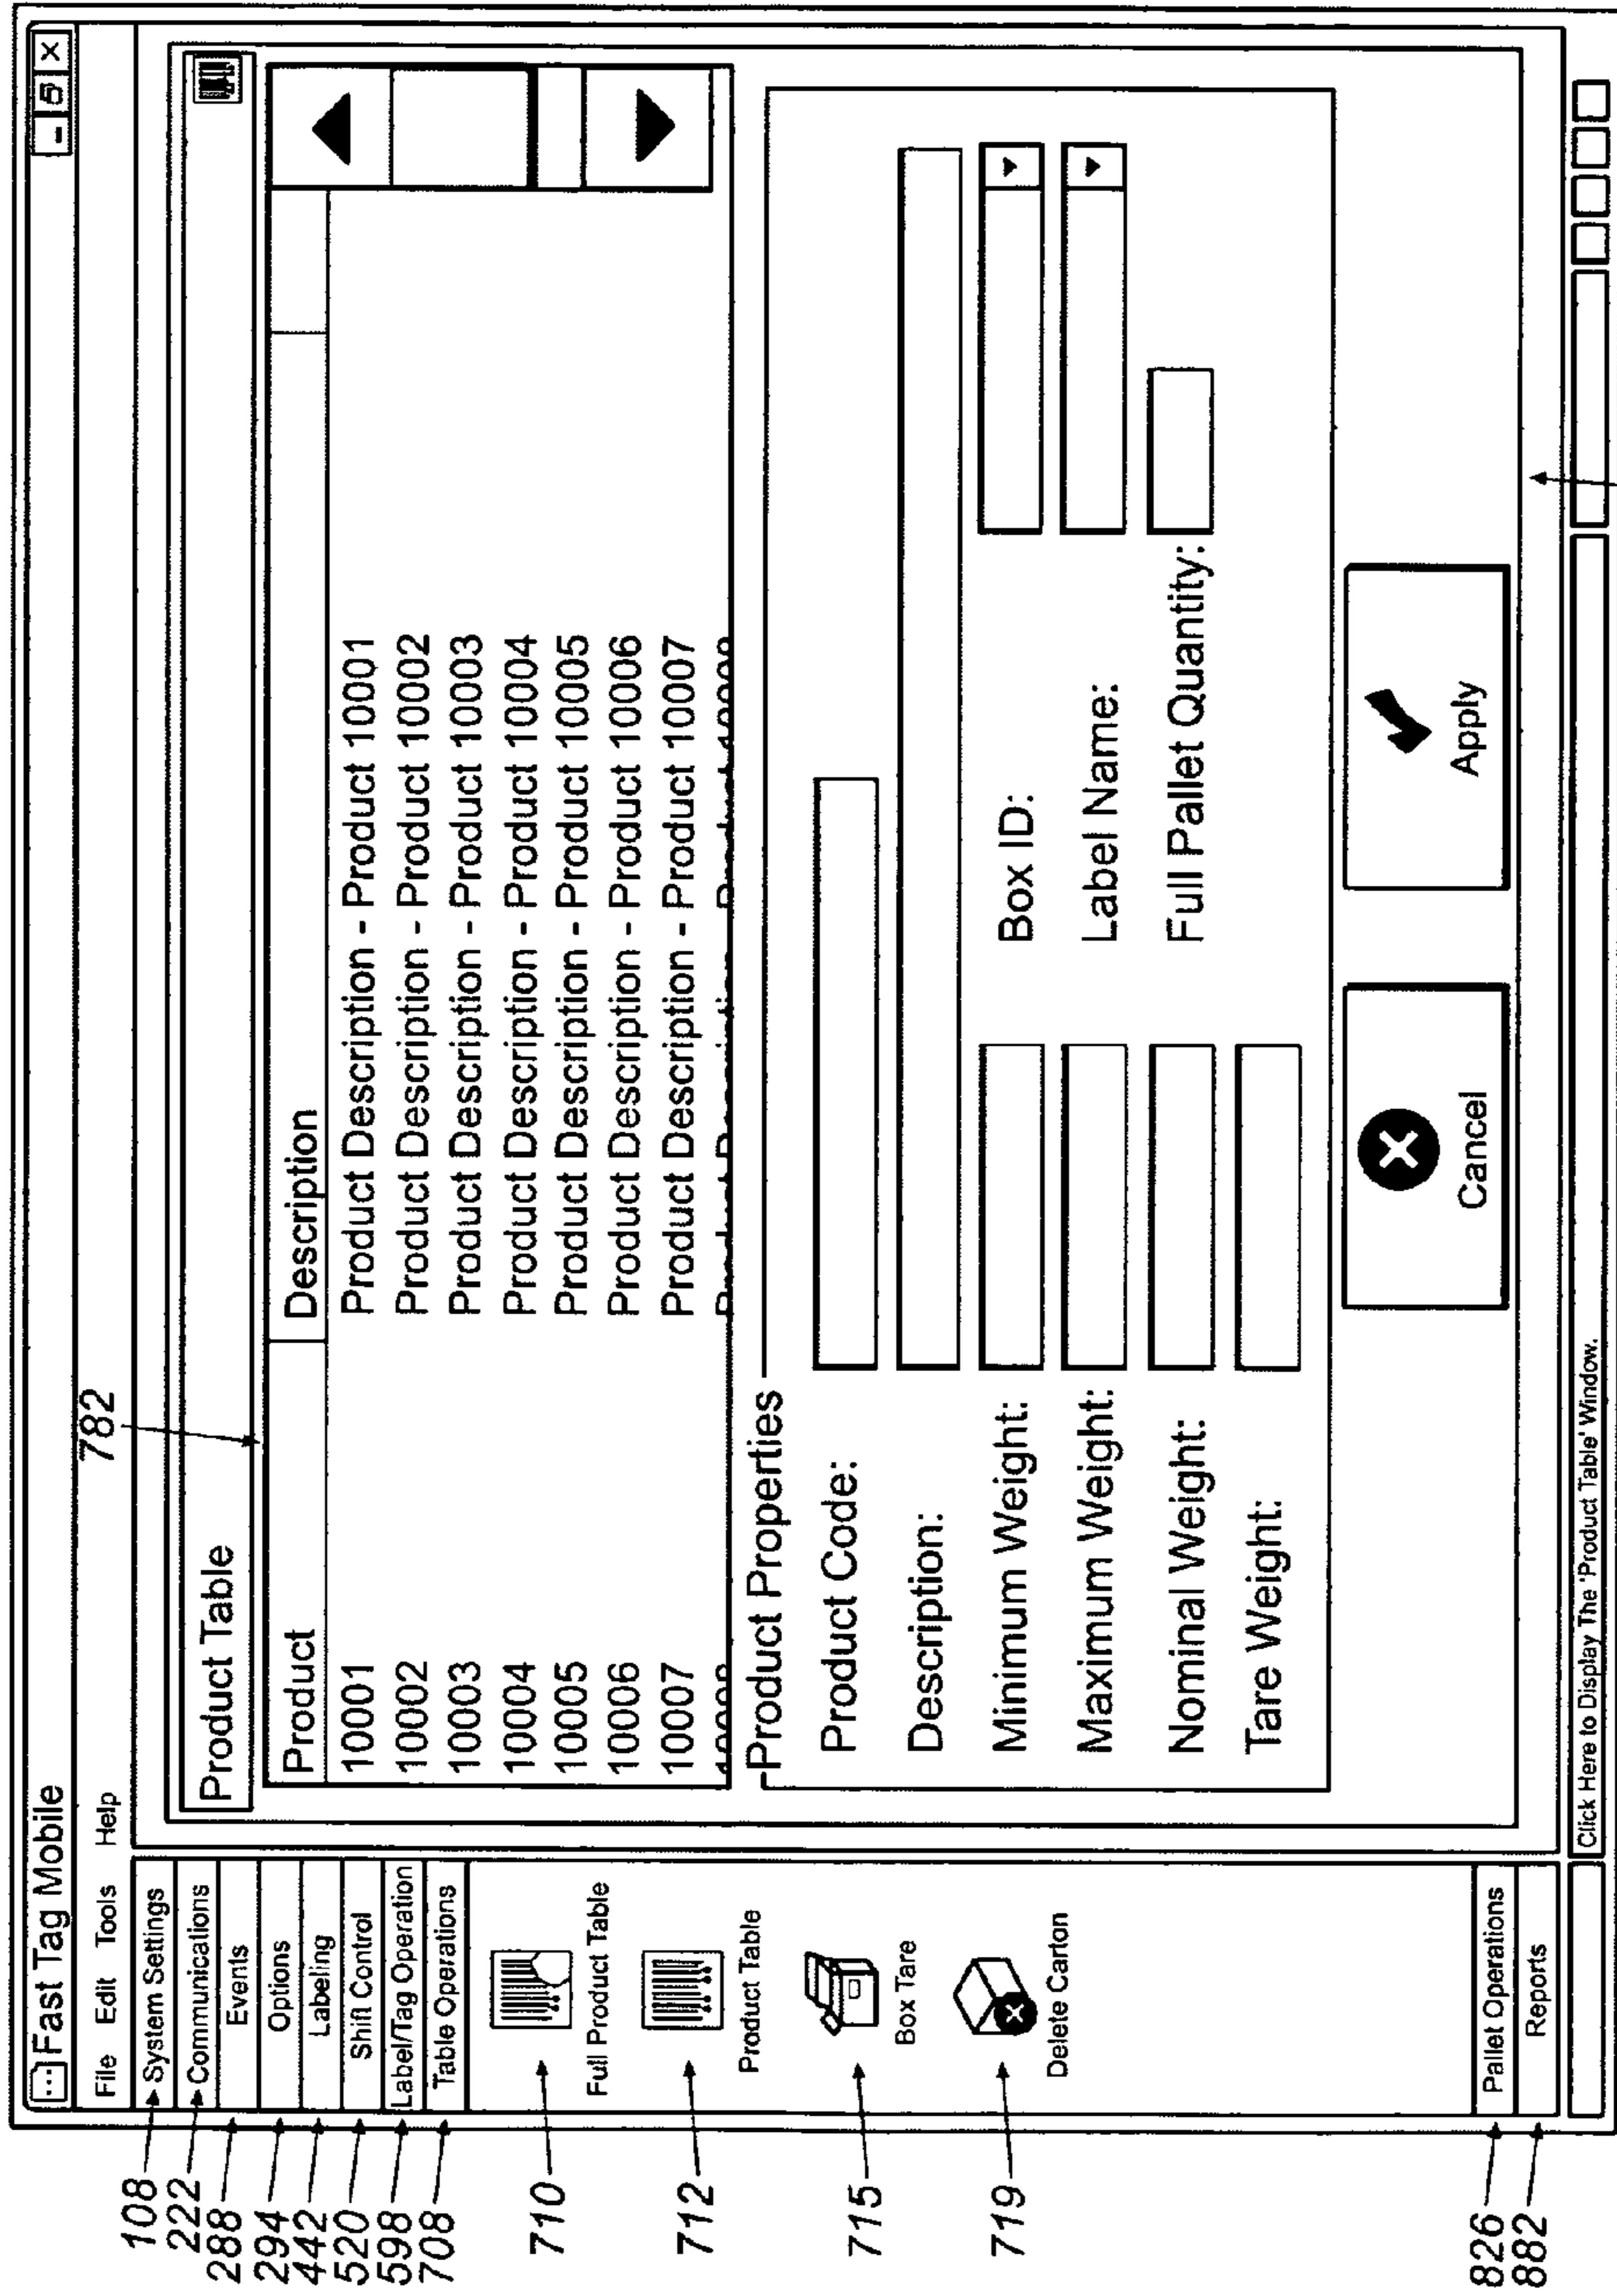 Fast Tag Mobile
File Edit Tools Help
782
108
System Settings
222
Communications
288
Events
294
Options
442
Labeling
520
Shift Control
598
Label/Tag Operation
708
Table Operations
710
Full Product Table
712
Product Table
715
Box Tare
719
Delete Carton
826
Pallet Operations
882
Reports
Product Table
Product Description
10001 Product Description - Product 10001
10002 Product Description - Product 10002
10003 Product Description - Product 10003
10004 Product Description - Product 10004
10005 Product Description - Product 10005
10006 Product Description - Product 10006
10007 Product Description - Product 10007
10008 Product Description - Product 10008
Product Properties
Product Code:
Description:
Minimum Weight: Box ID:
Maximum Weight: Label Name:
Nominal Weight: Full Pallet Quantity:
Tare Weight:
Cancel
Apply
Click Here to Display The 'Product Table' Window.